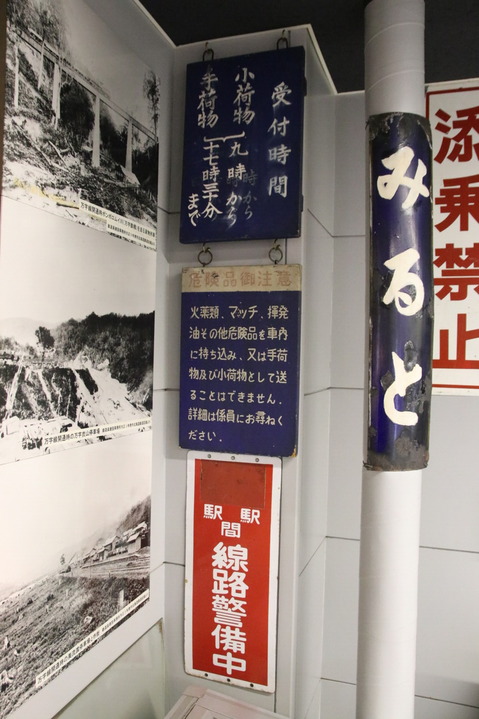 受付時間
小荷物
手荷物
九時から
十七時三十分
まで
危険品御注意
火薬類、マッチ、揮発
油その他危険品を車内
に持ち込み、又は手荷
物及び小荷物として送
ることはできません。
詳細は係員にお尋ねく
ださい。
駅 駅
間
線路警備中
みると
添乗禁止